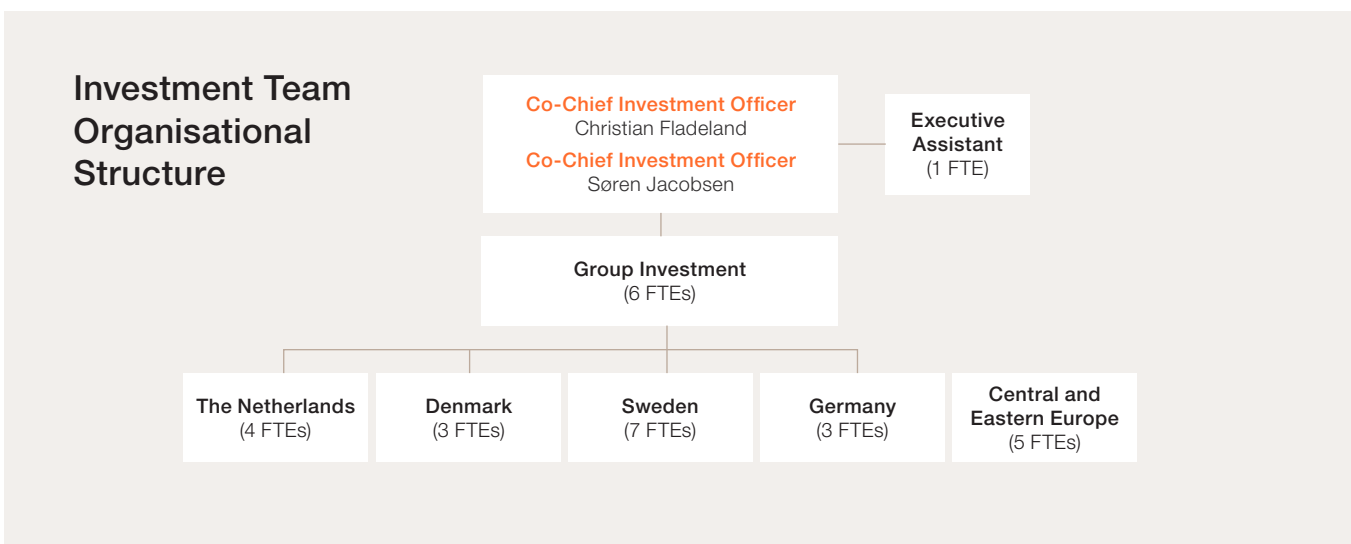 Investment Team
Organisational
Structure
Co-Chief Investment Officer
Christian Fladeland
Co-Chief Investment Officer
Søren Jacobsen
Executive
Assistant
(1 FTE)
Group Investment
(6 FTEs)
The Netherlands
(4 FTEs)
Denmark
(3 FTEs)
Sweden
(7 FTEs)
Germany
(3 FTEs)
Central and
Eastern Europe
(5 FTEs)